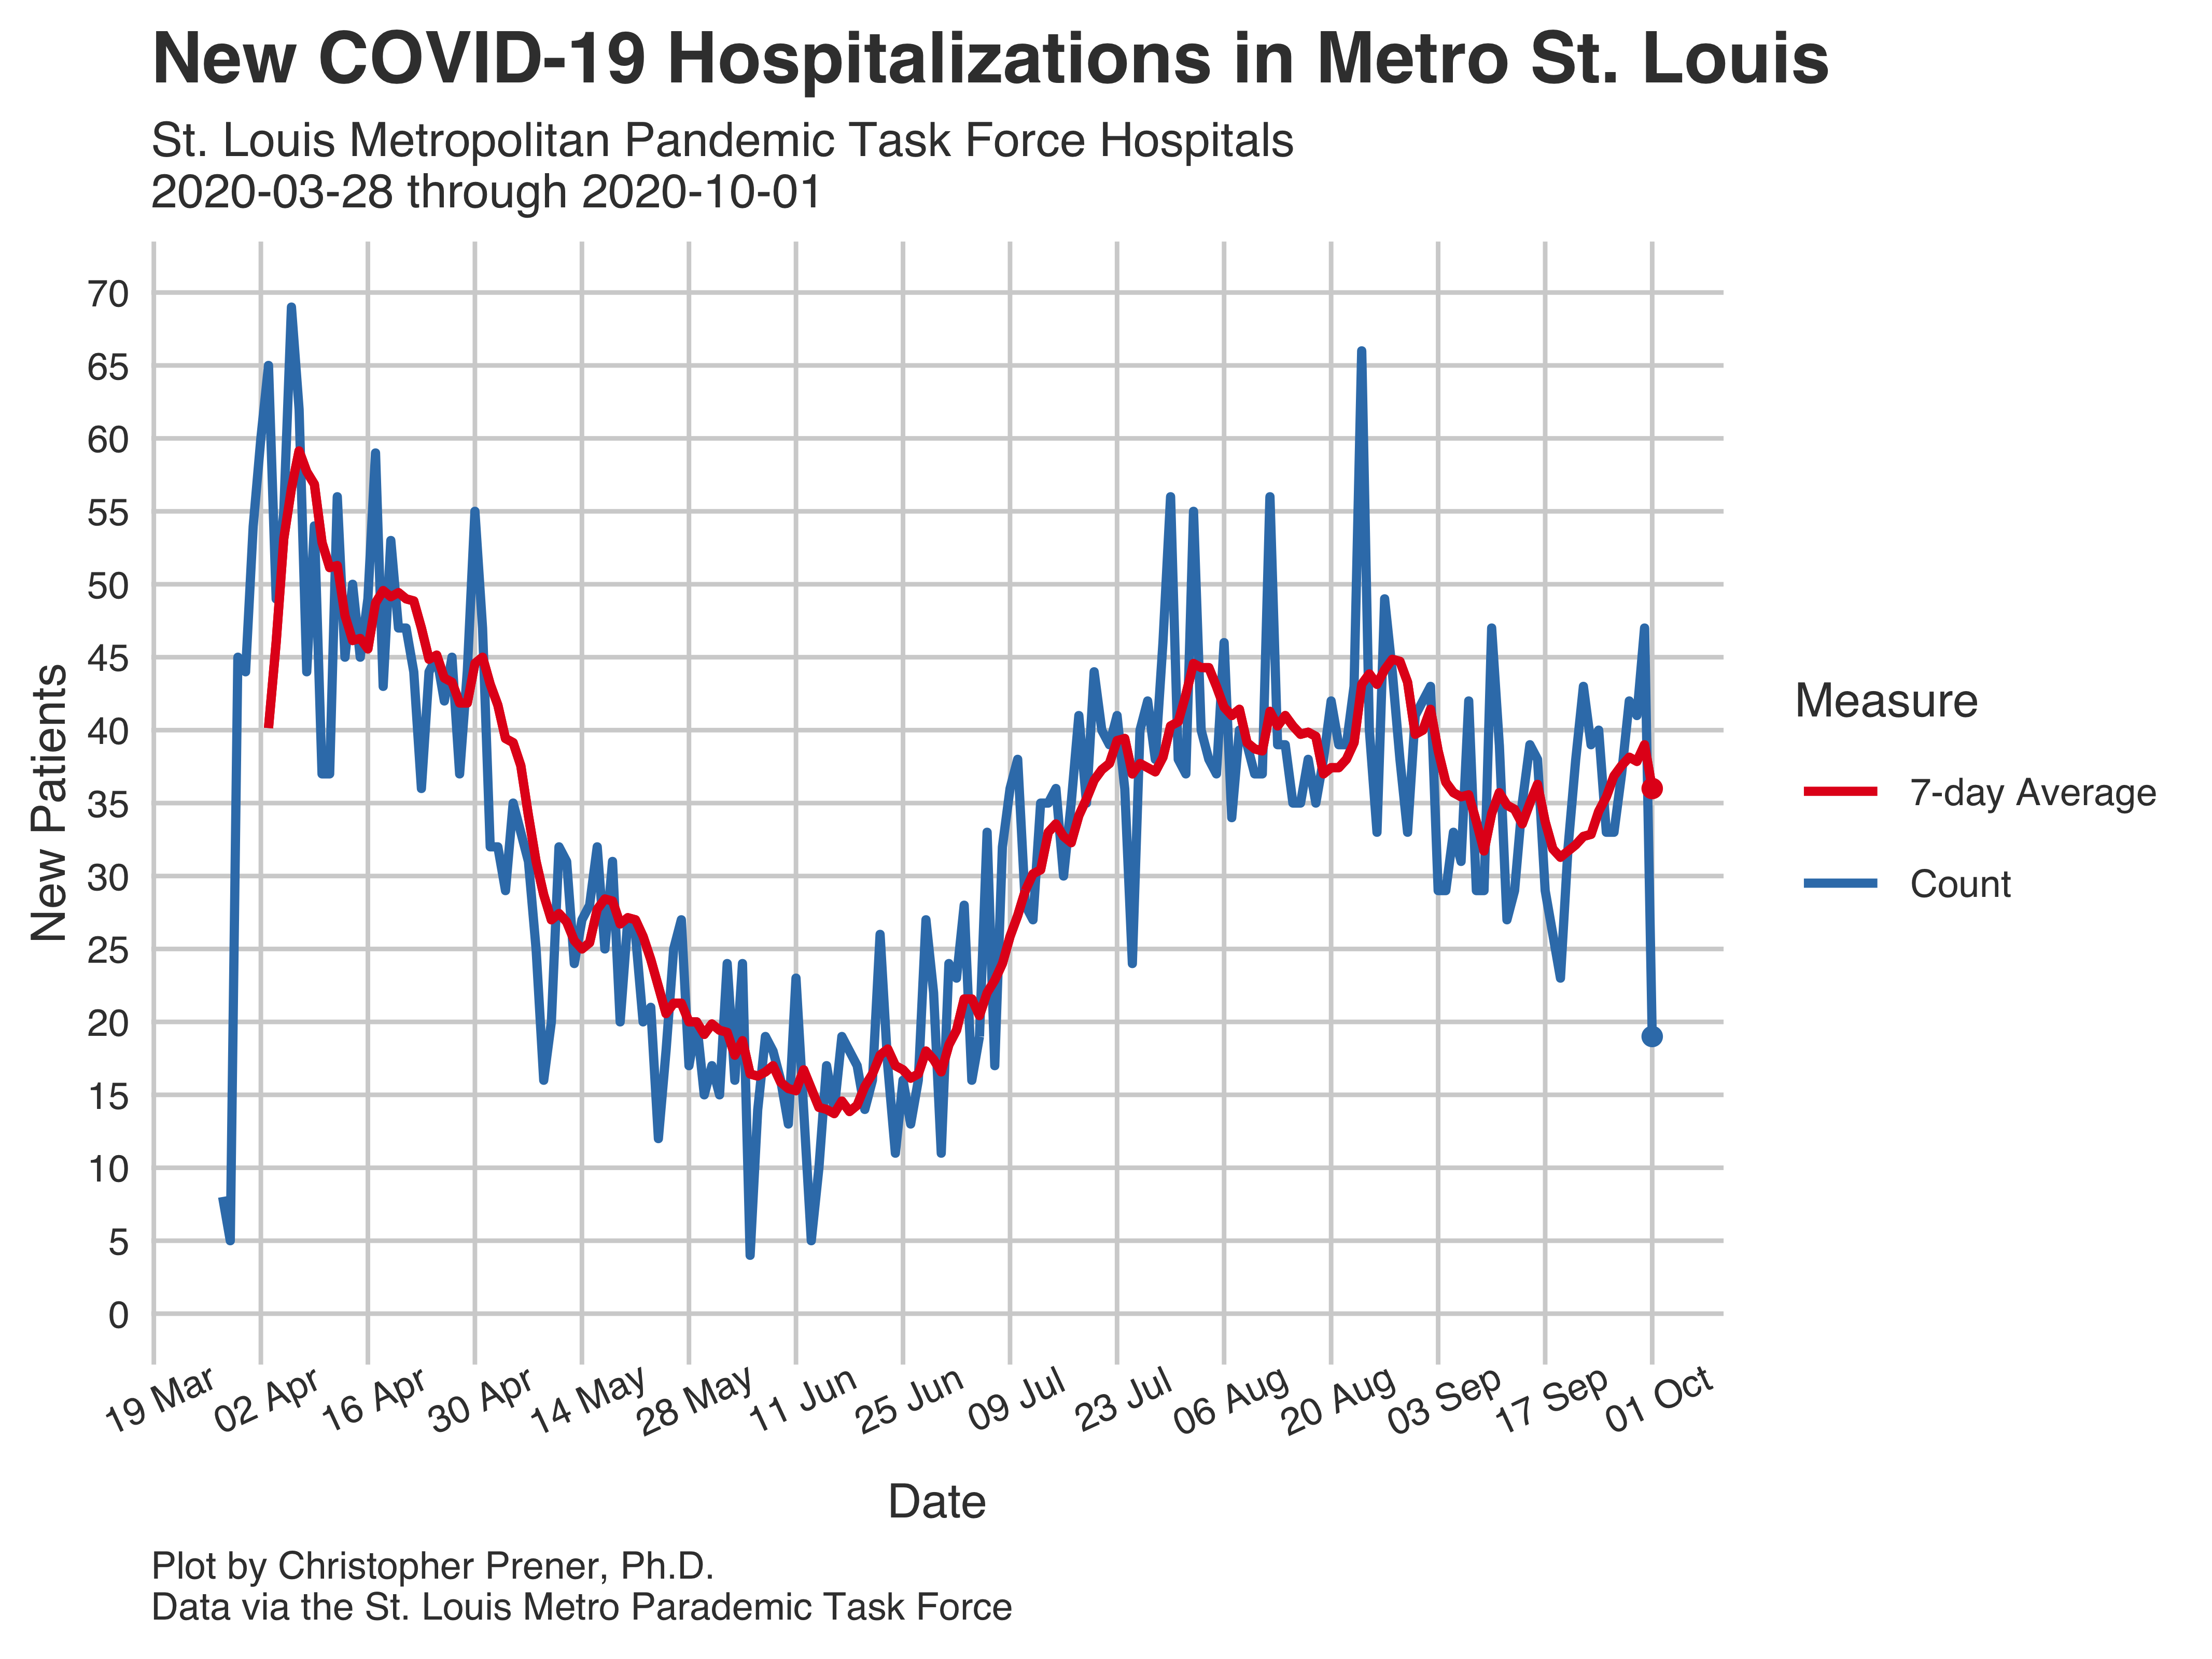 New COVID-19 Hospitalizations in Metro St. Louis
St. Louis Metropolitan Pandemic Task Force Hospitals
2020-03-28 through 2020-10-01
New Patients
70
65
60
55
50
45
40
35
30
25
20
15
10
5
0
19 Mar
02 Apr
16 Apr
30 Apr
14 May
28 May
11 Jun
25 Jun
09 Jul
23 Jul
06 Aug
20 Aug
03 Sep
17 Sep
01 Oct
Date
Measure
7-day Average
Count
Plot by Christopher Prener, Ph.D.
Data via the St. Louis Metro Parademic Task Force